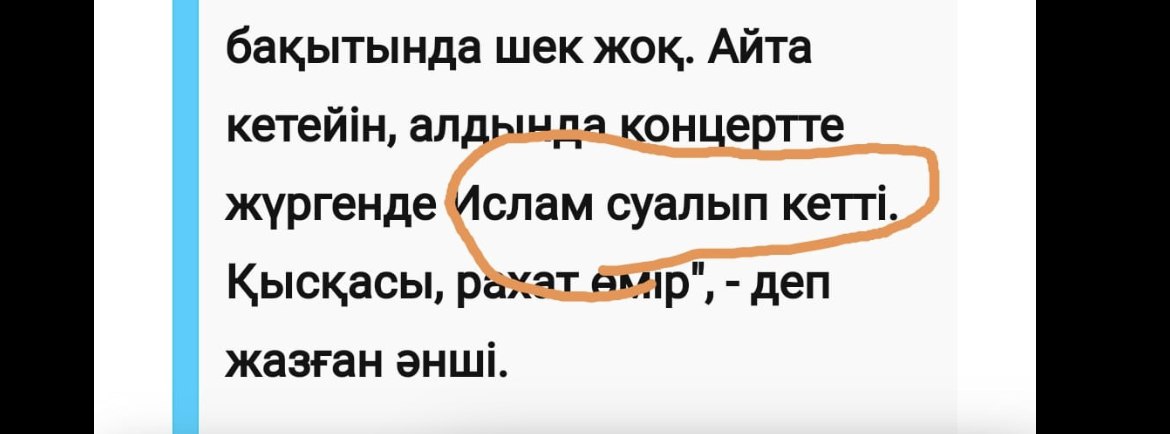 бақытында шек жоқ. Айта
кетейін, алдында концертте
жүргенде Ислам суалып кетті.
Қысқасы, рахат өмір", - деп
жазған әнші.